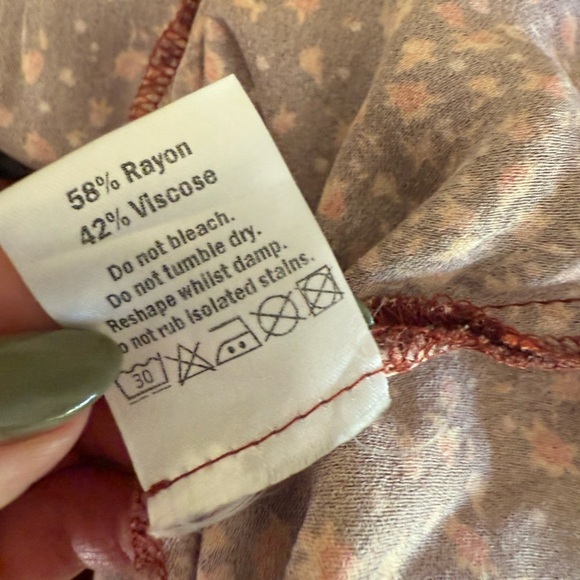 58% Rayon
42% Viscose
Do not bleach.
Do not tumble dry.
Reshape whilst damp.
Do not rub isolated stains.
30